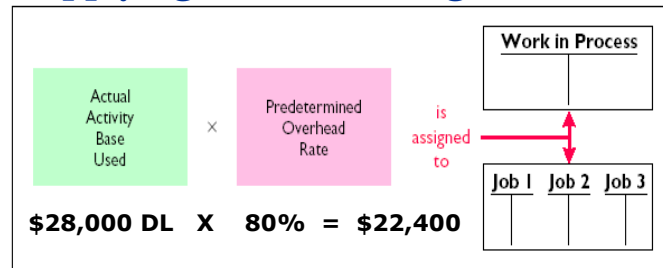 Work in Process
Actual
Activity
Base
Used
×
Predetermined
Overhead
Rate
is
assigned
to
Job 1 Job 2 Job 3
$28,000 DL X 80% = $22,400